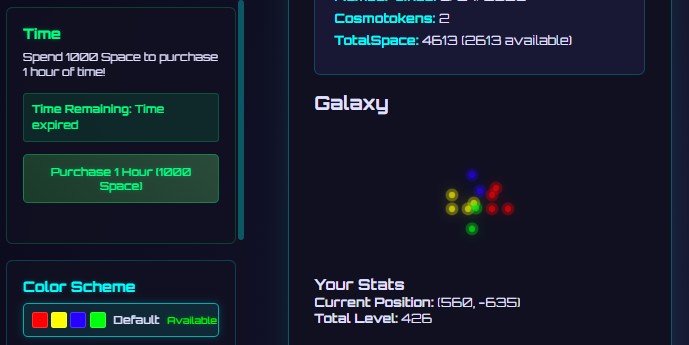 Time
Spend 1000 Space to purchase
1 hour of time!
Time Remaining: Time
expired
Purchase 1 Hour (1000
Space)
Color Scheme
Default Available
Cosmotokens: 2
TotalSpace: 4613 (2613 available)
Galaxy
Your Stats
Current Position: (560, -635)
Total Level: 426